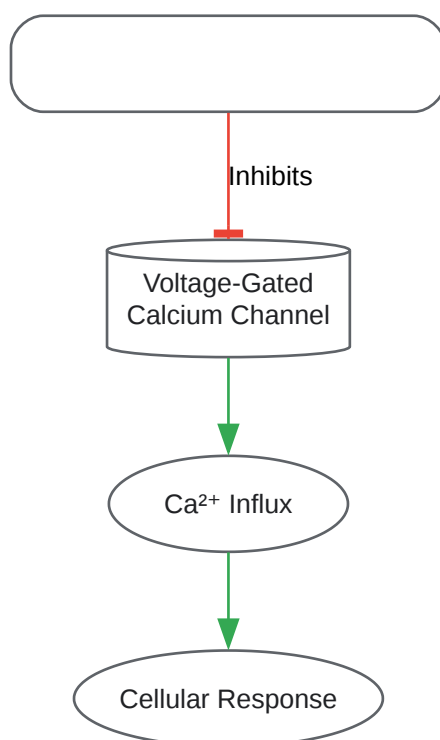 Inhibits
Voltage-Gated
Calcium Channel
Ca²⁺ Influx
Cellular Response